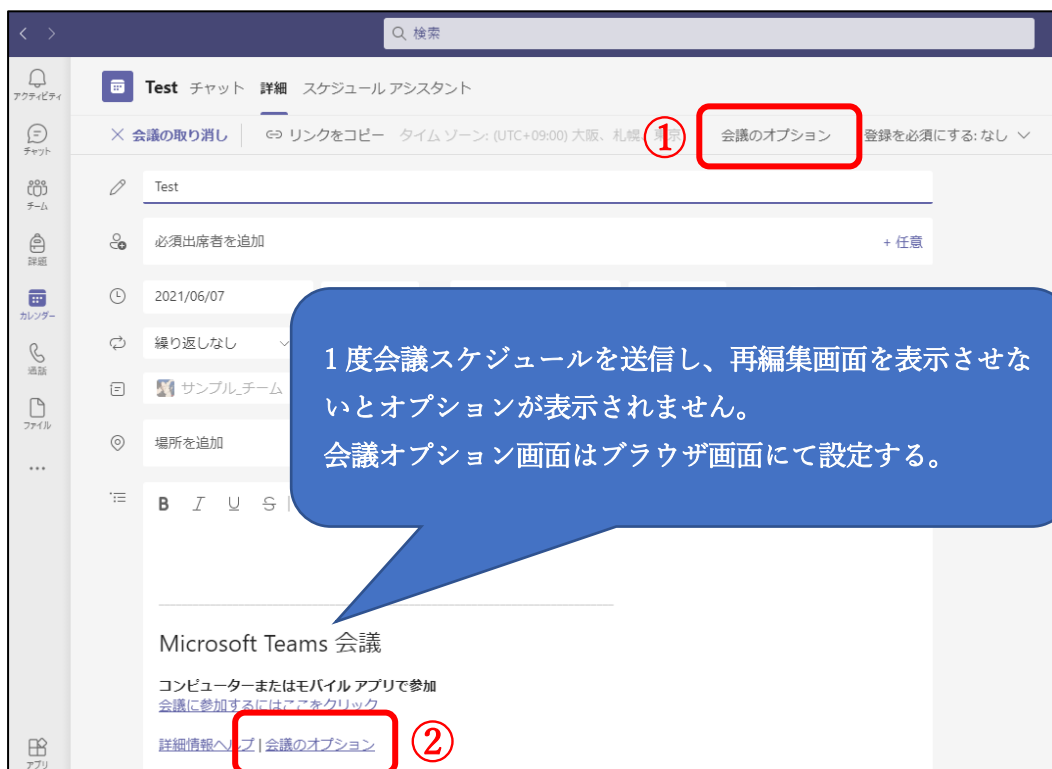 検索
アクティビティ
チャット
チーム
課題
カレンダー
通話
ファイル
アプリ
Test チャット 詳細 スケジュール アシスタント
会議の取り消し リンクをコピー タイム ゾーン: (UTC+09:00) 大阪、札幌、東京 ① 会議のオプション 登録を必須にする: なし
Test
必須出席者を追加 + 任意
2021/06/07
繰り返しなし
サンプル_チーム
場所を追加
B I U S
1度会議スケジュールを送信し、再編集画面を表示させな
いとオプションが表示されません。
会議オプション画面はブラウザ画面にて設定する。
Microsoft Teams 会議
コンピューターまたはモバイル アプリで参加
会議に参加するにはここをクリック
詳細情報ヘルプ | 会議のオプション ②